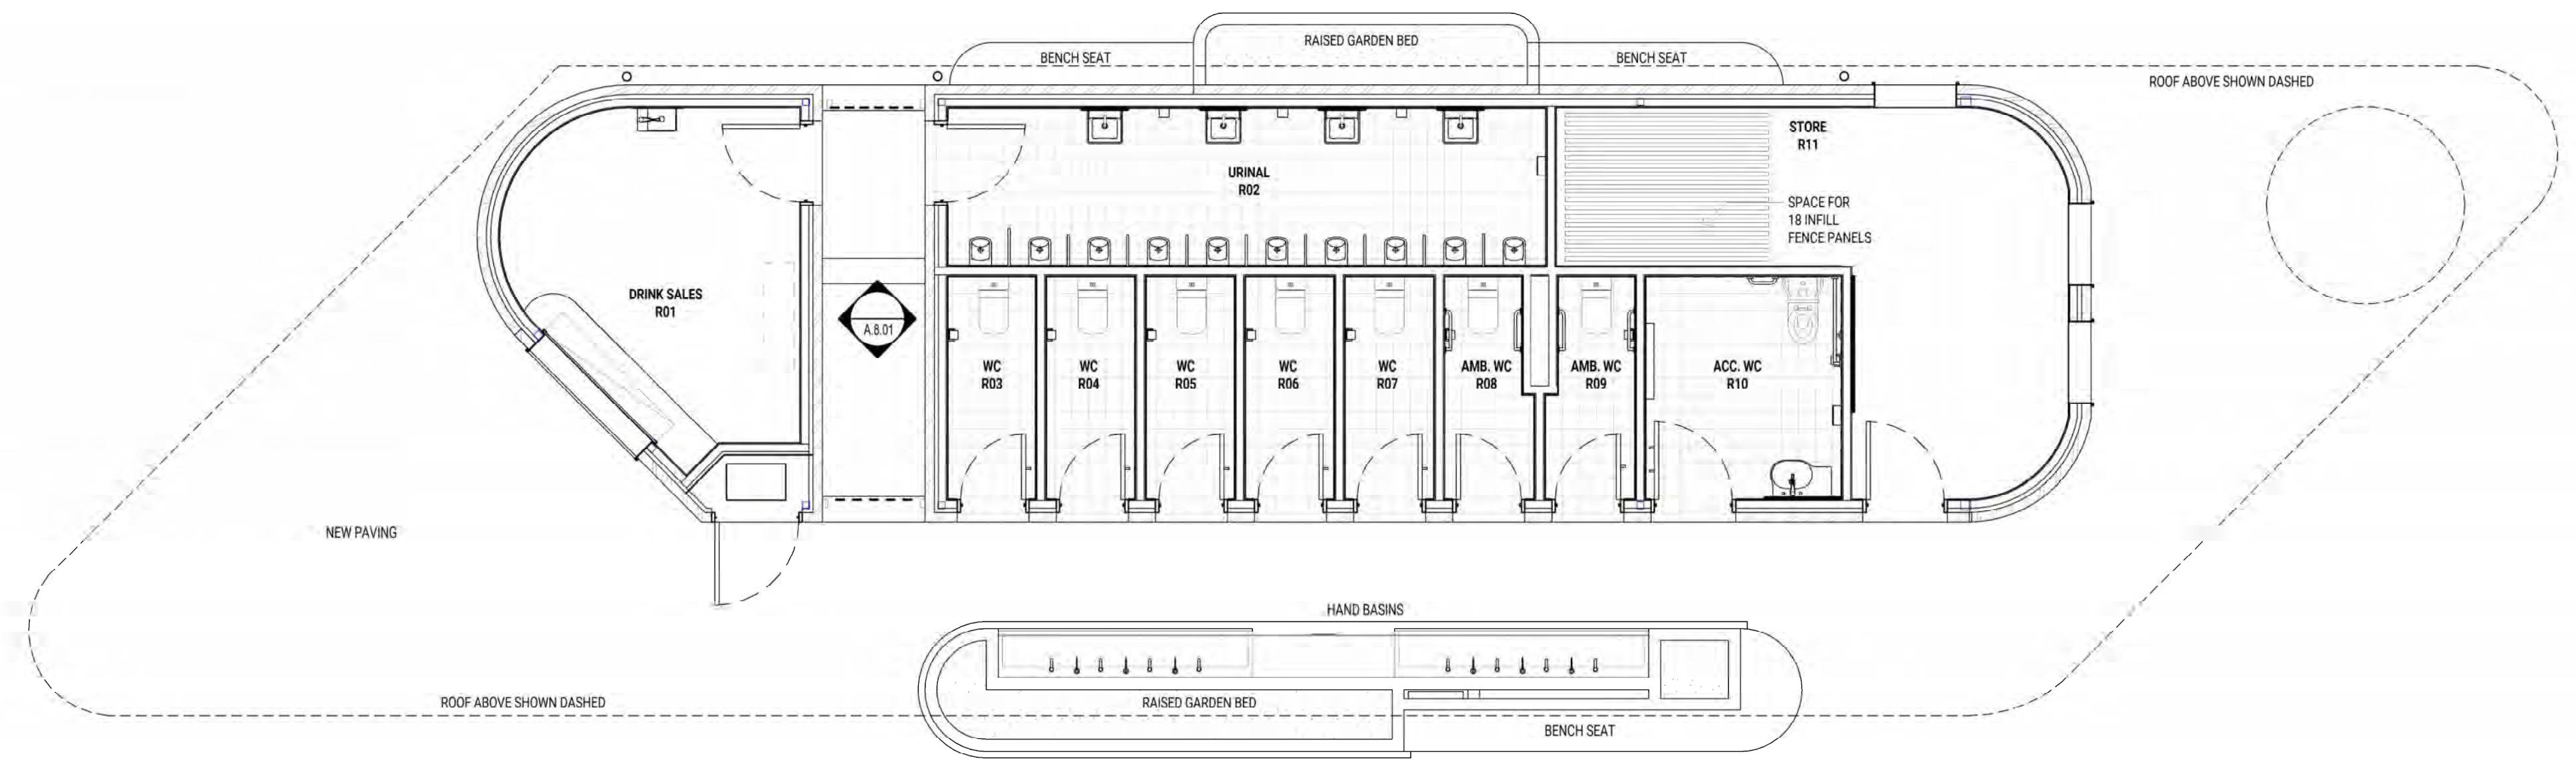 RAISED GARDEN BED
BENCH SEAT
BENCH SEAT
ROOF ABOVE SHOWN DASHED
STORE
R11
URINAL
R02
SPACE FOR
18 INFILL
FENCE PANELS
DRINK SALES
R01
A.8.01
WC
R03
WC
R04
WC
R05
WC
R06
WC
R07
AMB. WC
R08
AMB. WC
R09
ACC. WC
R10
NEW PAVING
HAND BASINS
ROOF ABOVE SHOWN DASHED
RAISED GARDEN BED
BENCH SEAT